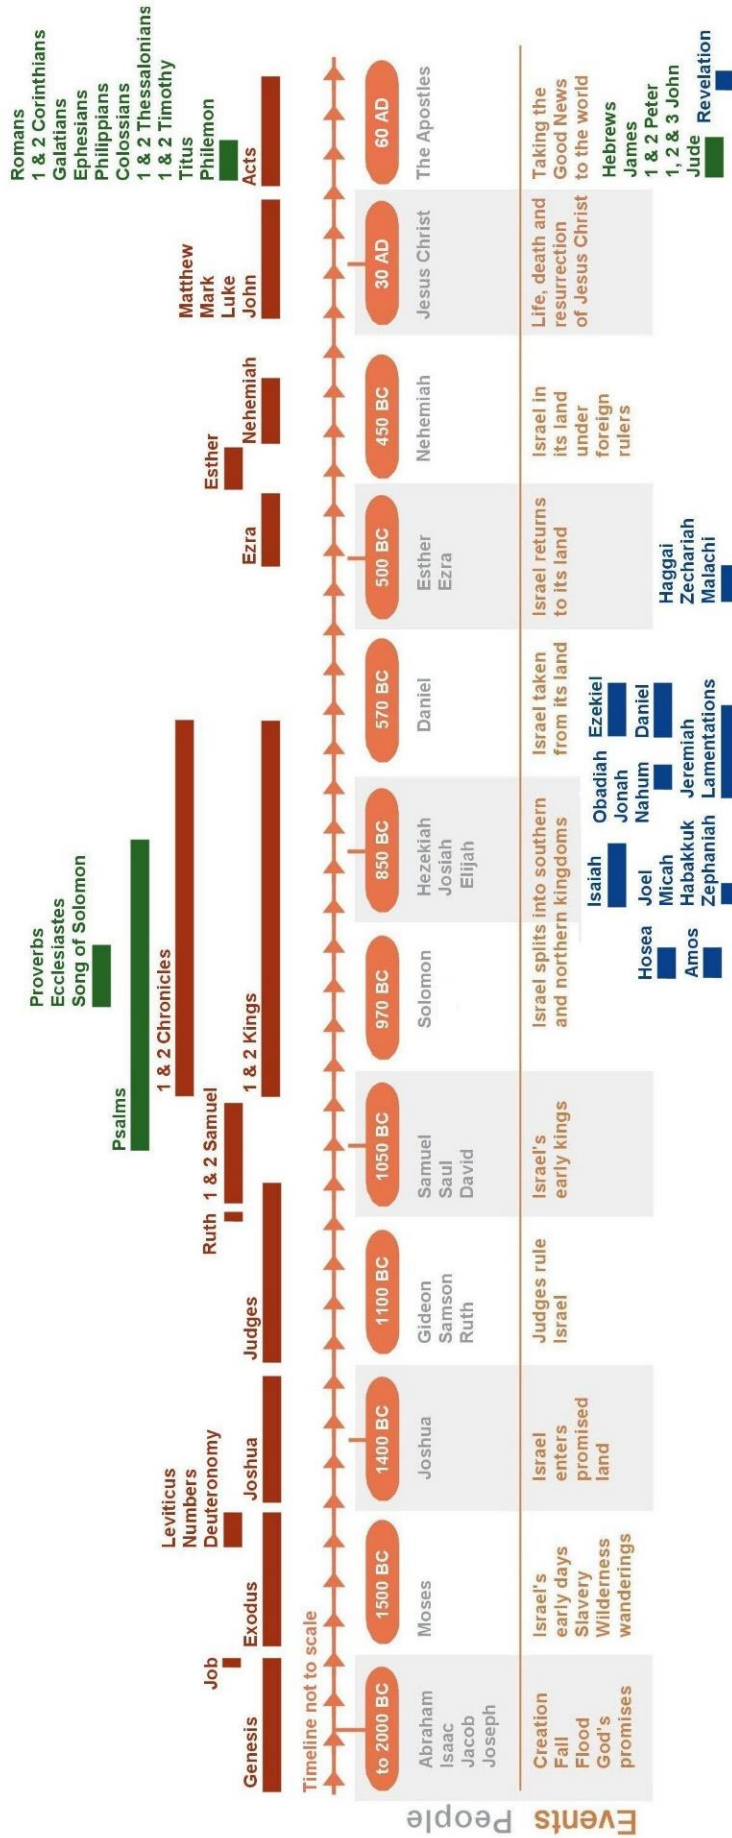 Proverbs
Ecclesiastes
Song of Solomon
Psalms
1 & 2 Chronicles
Romans
1 & 2 Corinthians
Galatians
Ephesians
Philippians
Colossians
1 & 2 Thessalonians
1 & 2 Timothy
Titus
Philemon
Leviticus
Numbers
Deuteronomy
Matthew
Mark
Luke
John
Job
Ruth
1 & 2 Samuel
Esther
Genesis
Exodus
Joshua
Judges
1 & 2 Kings
Ezra
Nehemiah
Acts
Timeline not to scale
to 2000 BC
1500 BC
1400 BC
1100 BC
1050 BC
970 BC
850 BC
570 BC
500 BC
450 BC
30 AD
60 AD
People
Abraham
Isaac
Jacob
Joseph
Moses
Joshua
Gideon
Samson
Ruth
Samuel
Saul
David
Solomon
Hezekiah
Josiah
Elijah
Daniel
Esther
Ezra
Nehemiah
Jesus Christ
The Apostles
Events
Creation
Fall
Flood
God's
promises
Israel's
early days
Slavery
Wilderness
wanderings
Israel
enters
promised
land
Judges rule
Israel
Israel's
early kings
Israel splits into southern
and northern kingdoms
Israel taken
from its land
Israel returns
to its land
Israel in
its land
under
foreign
rulers
Life, death and
resurrection
of Jesus Christ
Taking the
Good News
to the world
Hosea
Amos
Isaiah
Joel
Micah
Habakkuk
Zephaniah
Obadiah
Jonah
Nahum
Jeremiah
Lamentations
Ezekiel
Daniel
Haggai
Zechariah
Malachi
Hebrews
James
1 & 2 Peter
1, 2 & 3 John
Jude
Revelation